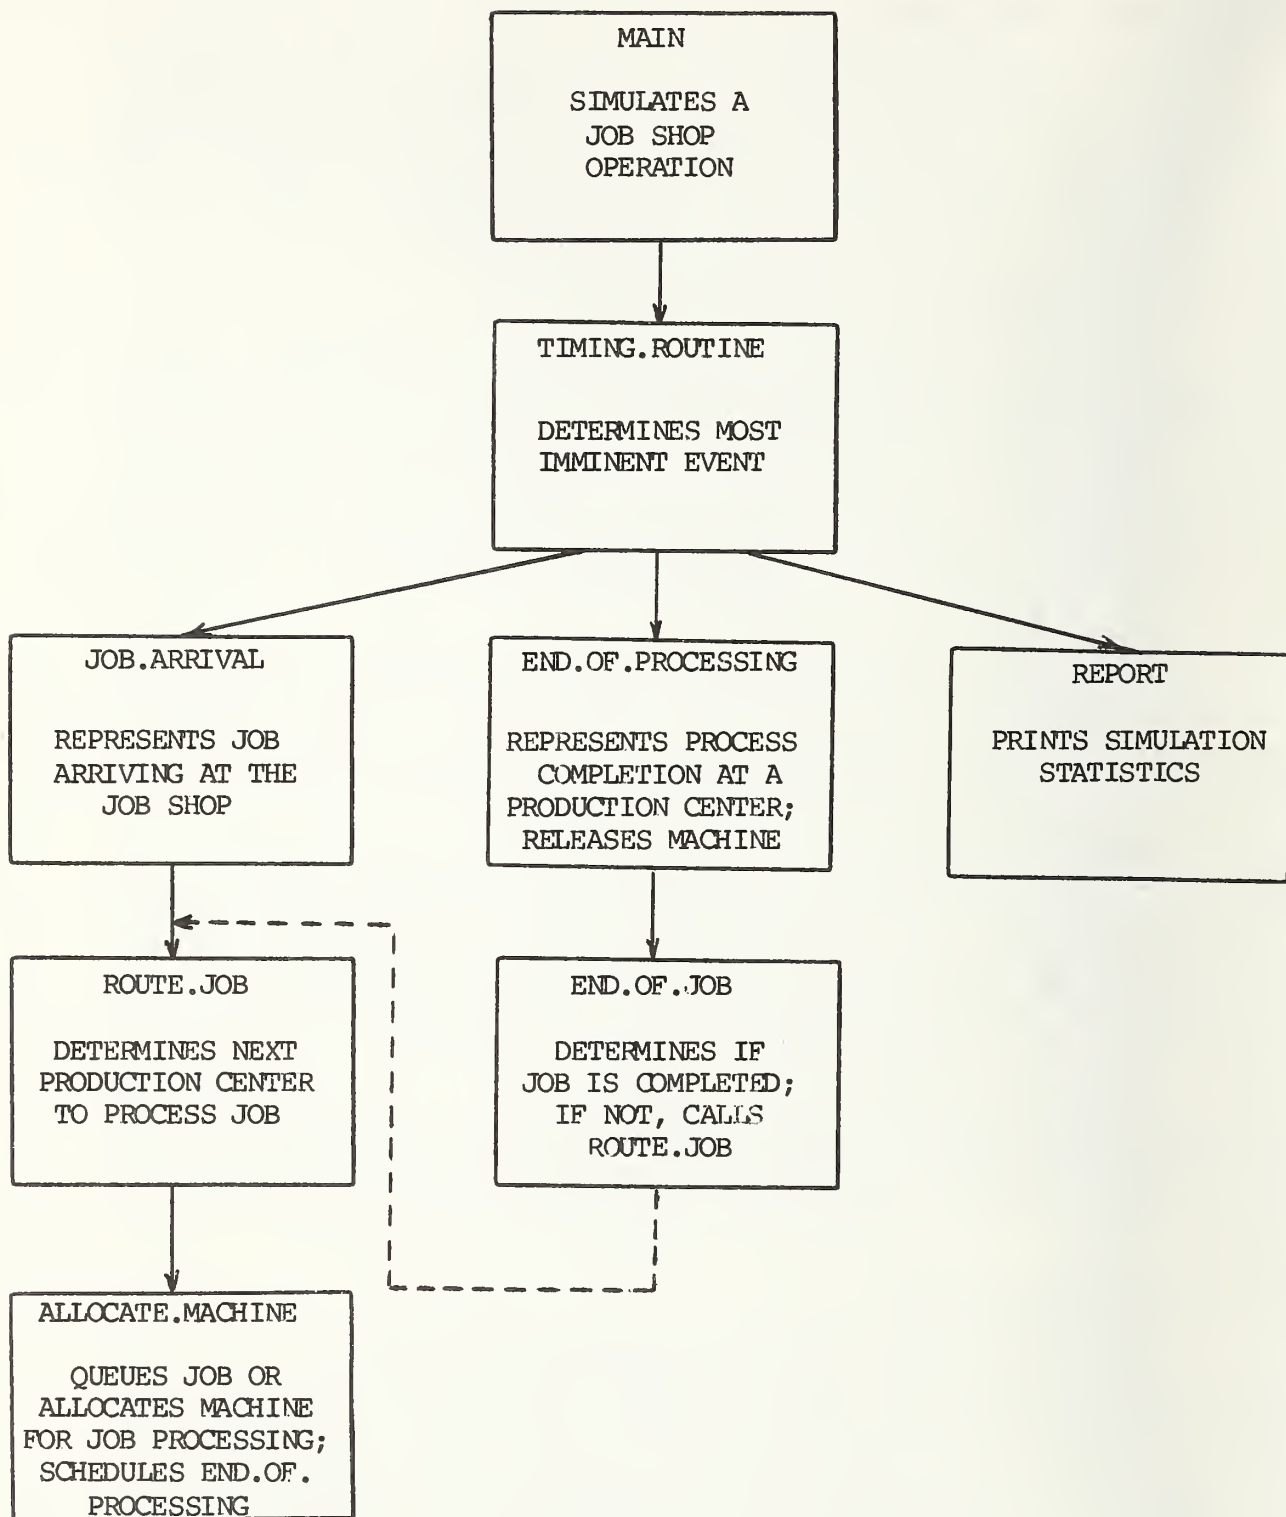 MAIN
SIMULATES A
JOB SHOP
OPERATION
TIMING.ROUTINE
DETERMINES MOST
IMMINENT EVENT
JOB.ARRIVAL
REPRESENTS JOB
ARRIVING AT THE
JOB SHOP
END.OF.PROCESSING
REPRESENTS PROCESS
COMPLETION AT A
PRODUCTION CENTER;
RELEASES MACHINE
REPORT
PRINTS SIMULATION
STATISTICS
ROUTE.JOB
DETERMINES NEXT
PRODUCTION CENTER
TO PROCESS JOB
END.OF.JOB
DETERMINES IF
JOB IS COMPLETED;
IF NOT, CALLS
ROUTE.JOB
ALLOCATE.MACHINE
QUEUES JOB OR
ALLOCATES MACHINE
FOR JOB PROCESSING;
SCHEDULES END.OF.
PROCESSING